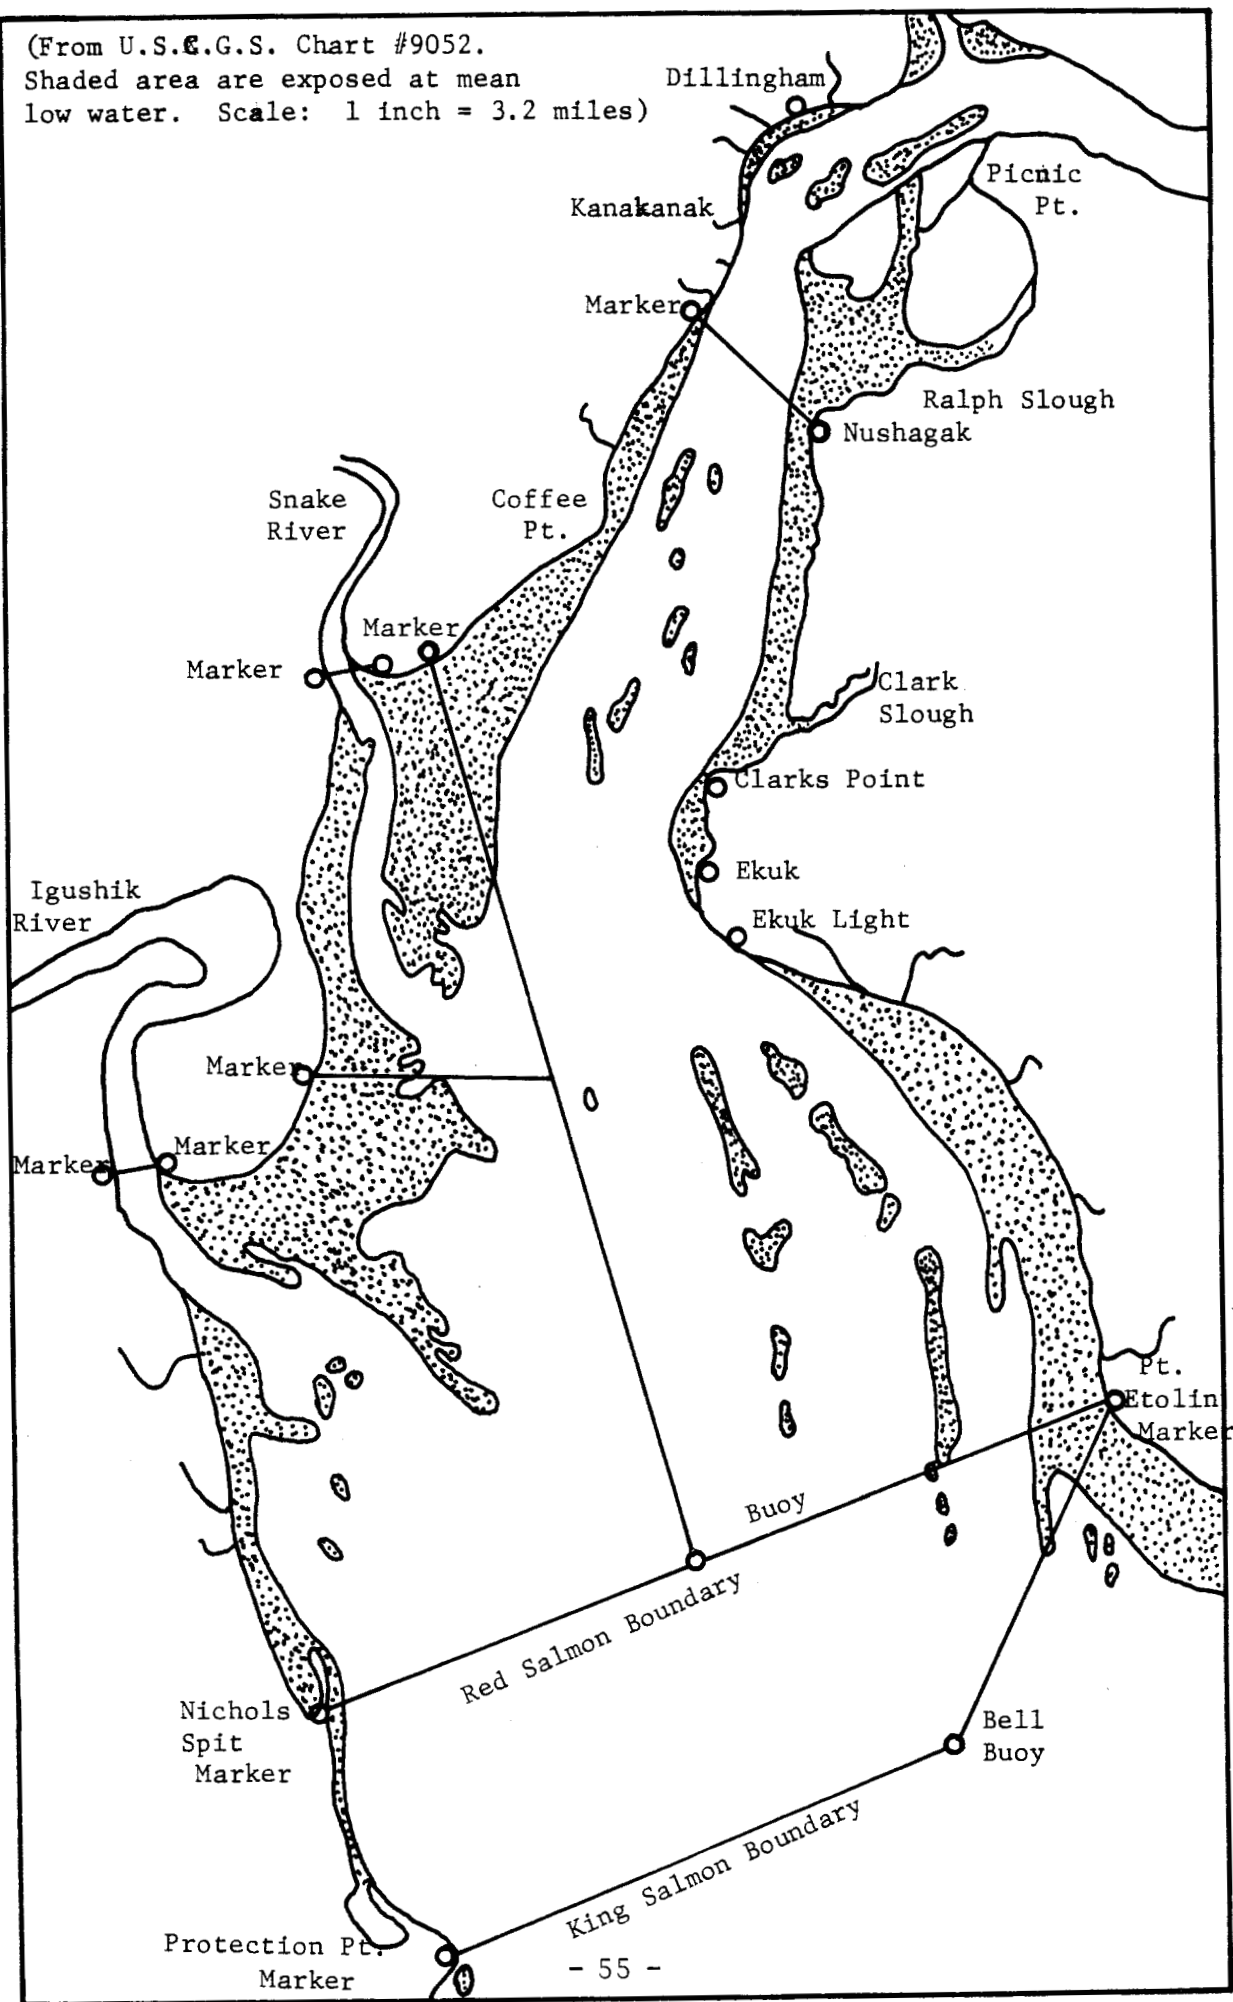 (From U.S.C.G.S. Chart #9052.
Shaded area are exposed at mean
low water. Scale: 1 inch = 3.2 miles)
Dillingham
Picnic
Pt.
Kanakanak
Marker
Ralph Slough
Nushagak
Snake
River
Coffee
Pt.
Marker
Marker
Clark
Slough
Clarks Point
Ekuk
Igushik
River
Ekuk Light
Marker
Marker
Marker
Pt.
Etolin
Marker
Buoy
Red Salmon Boundary
Nichols
Spit
Marker
Bell
Buoy
King Salmon Boundary
Protection Pt.
Marker
- 55 -